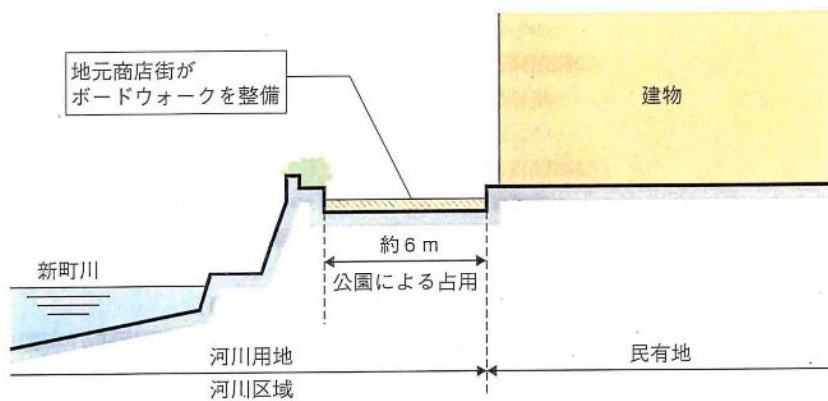 地元商店街が
ボードウォークを整備
建物
約6m
公園による占用
新町川
河川用地
民有地
河川区域